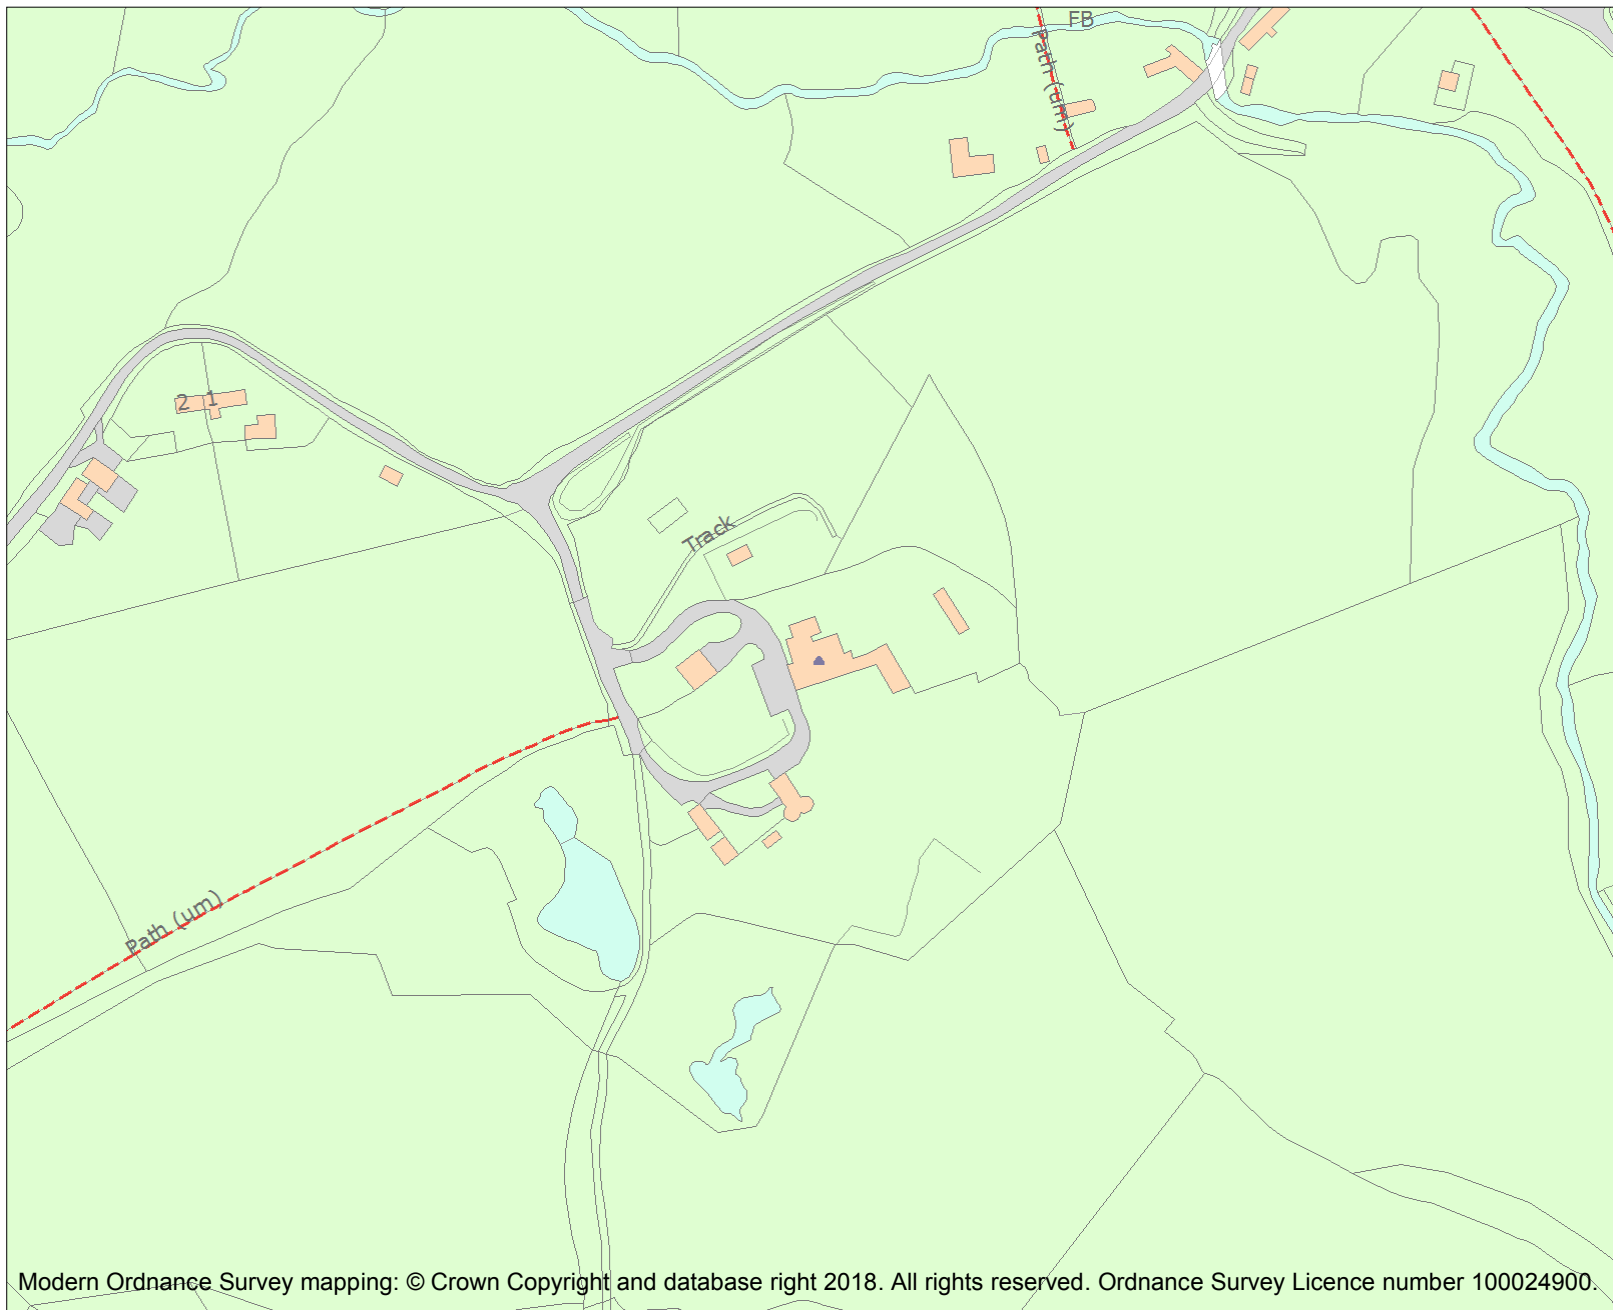 FB
Path (um)
2 1
Track
Path (um)
Modern Ordnance Survey mapping: © Crown Copyright and database right 2018. All rights reserved. Ordnance Survey Licence number 100024900.